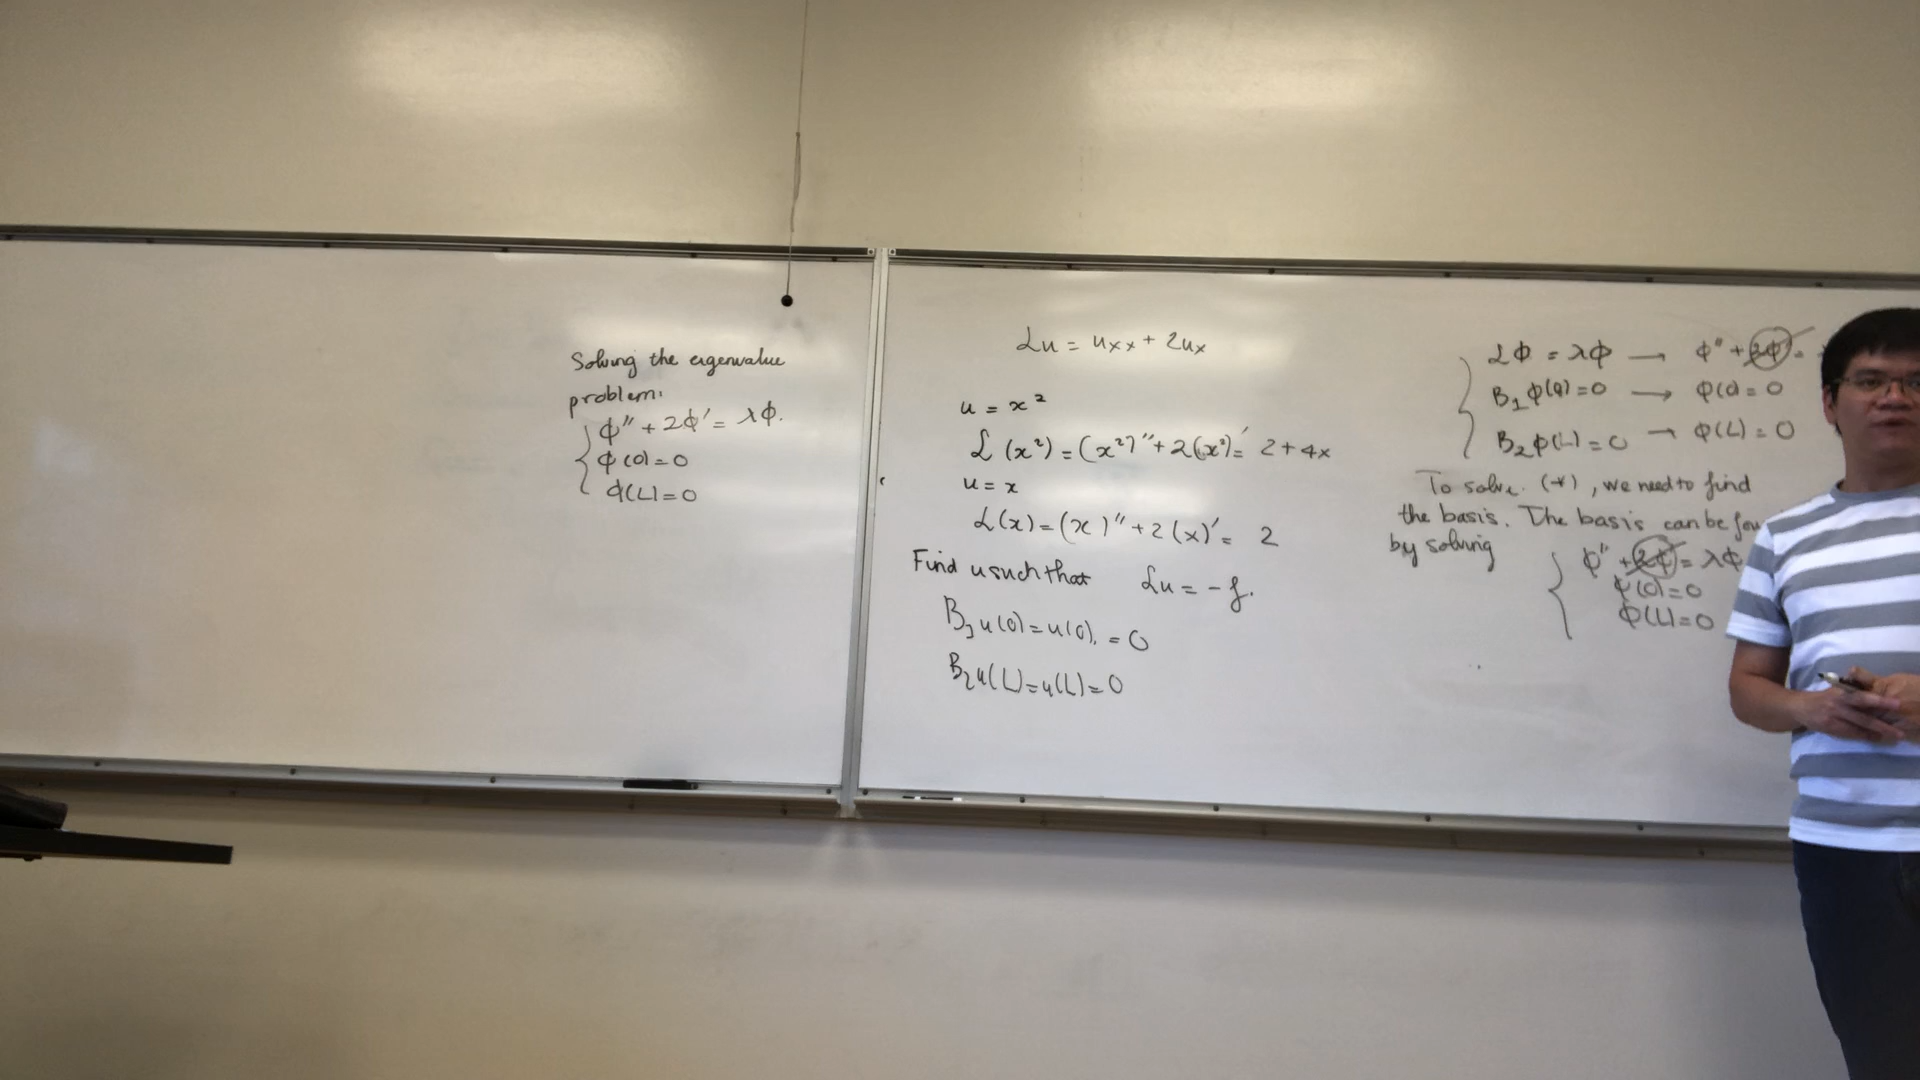 Solving the eigenvalue
problem:
ϕ'' + 2ϕ' = λϕ.
ϕ(0)=0
ϕ(L)=0
ℒu = uxx + 2ux
u = x²
ℒ(x²) = (x²)'' + 2(x²)' = 2 + 4x
u = x
ℒ(x) = (x)'' + 2(x)' = 2
Find u such that ℒu = -f.
u(0) = u(0) = 0
B₂u(L) = u(L) = 0
ℒϕ = λϕ → ϕ'' + 2ϕ' =
B₁ϕ(0) = 0 → ϕ(0) = 0
B₂ϕ(L) = 0 → ϕ(L) = 0
To solve (*), we need to find
the basis. The basis can be
by solving
ϕ'' + 2ϕ = λϕ
ϕ(0) = 0
ϕ(L) = 0